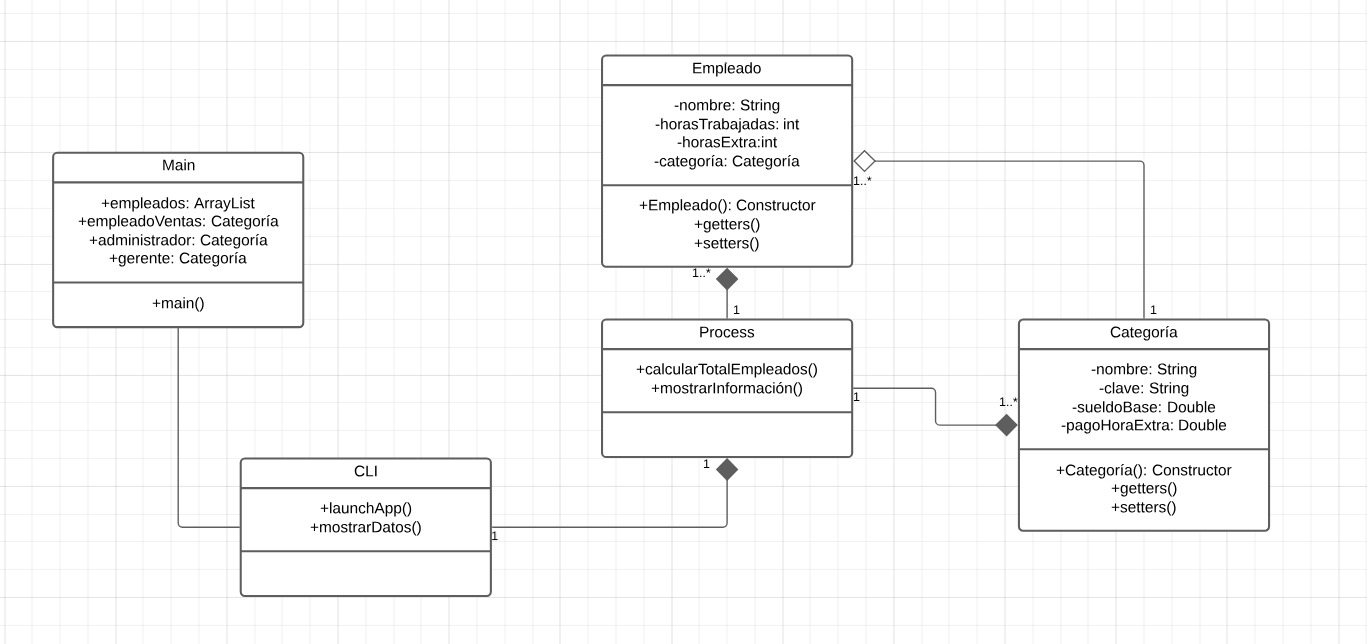 Empleado
-nombre: String
-horasTrabajadas: int
-horasExtra:int
-categoría: Categoría
1..*
+Empleado(): Constructor
+getters()
+setters()
1..*
1
Main
+empleados: ArrayList
+empleadoVentas: Categoría
+administrador: Categoría
+gerente: Categoría
+main()
Process
+calcularTotalEmpleados()
+mostrarInformación()
1
1
1..*
1
Categoría
-nombre: String
-clave: String
-sueldoBase: Double
-pagoHoraExtra: Double
+Categoría(): Constructor
+getters()
+setters()
CLI
+launchApp()
+mostrarDatos()
1